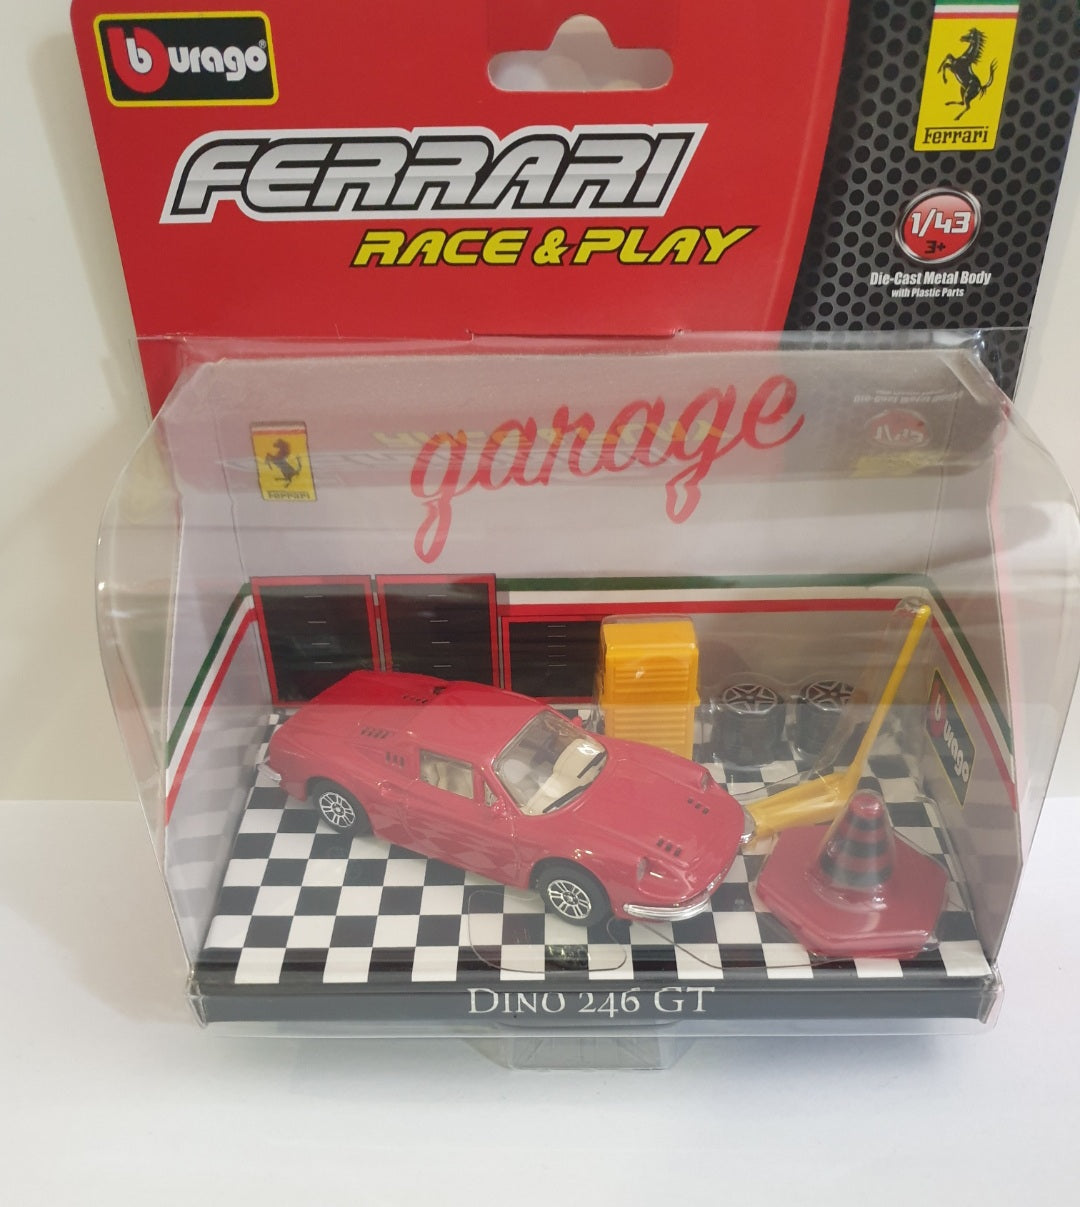 burago®
Ferrari
FERRARI
RACE & PLAY
1/43
3+
Die-Cast Metal Body
with Plastic Parts
garage
Ferrari
burago
DINO 246 GT